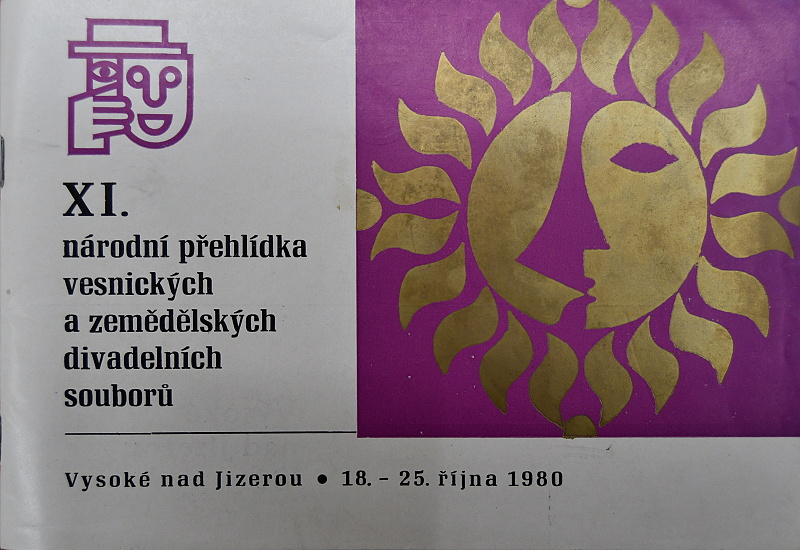 XI.
národní přehlídka
vesnických
a zemědělských
divadelních
souborů
Vysoké nad Jizerou • 18. – 25. října 1980